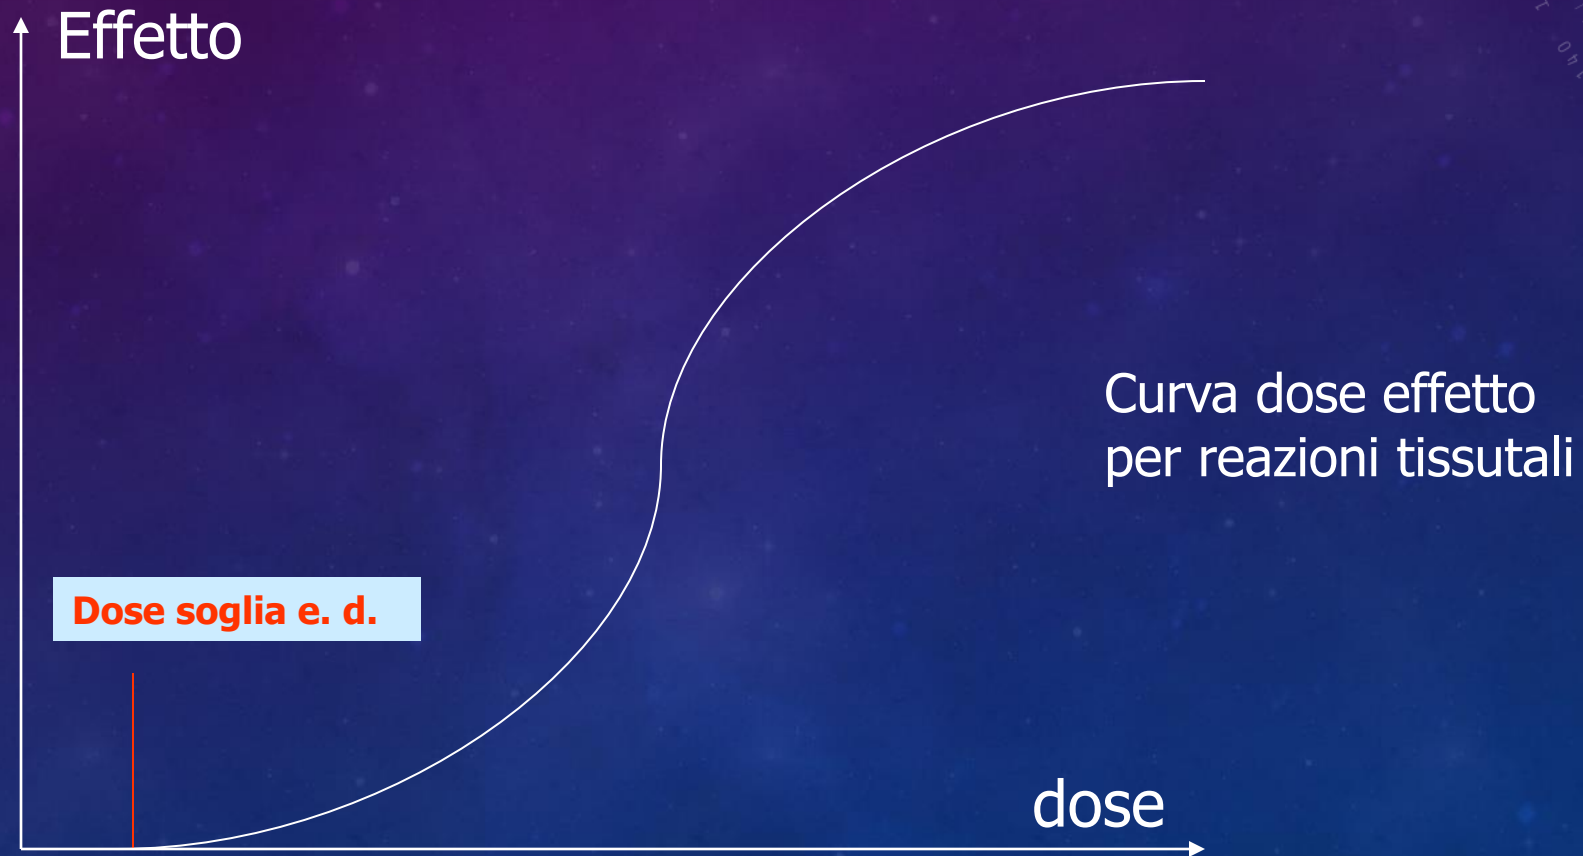 Effetto
Curva dose effetto
per reazioni tissutali
Dose soglia e. d.
dose